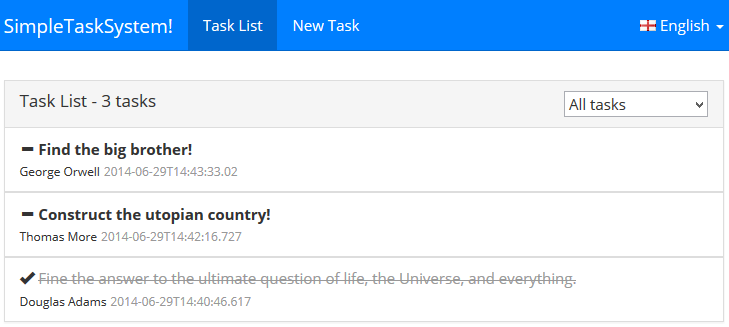 SimpleTaskSystem! Task List New Task English
Task List - 3 tasks All tasks
Find the big brother!
George Orwell 2014-06-29T14:43:33.02
Construct the utopian country!
Thomas More 2014-06-29T14:42:16.727
Fine the answer to the ultimate question of life, the Universe, and everything.
Douglas Adams 2014-06-29T14:40:46.617